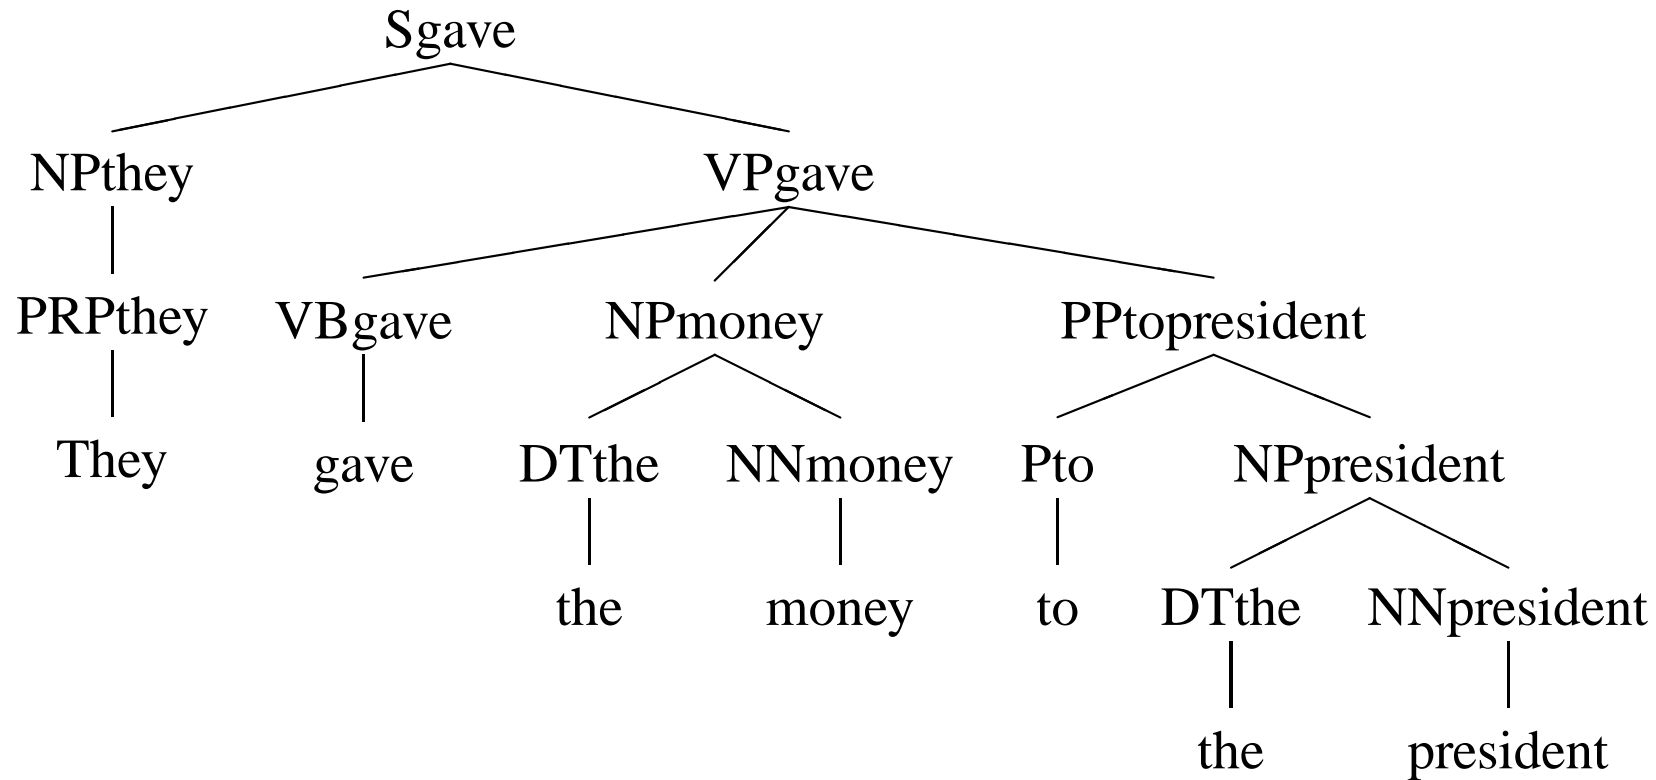 Sgave
NPthey VPgave
PRPthey VBgave NPmoney PPtopresident
They gave DTthe NNmoney Pto NPpresident
the money to DTthe NNpresident
the president